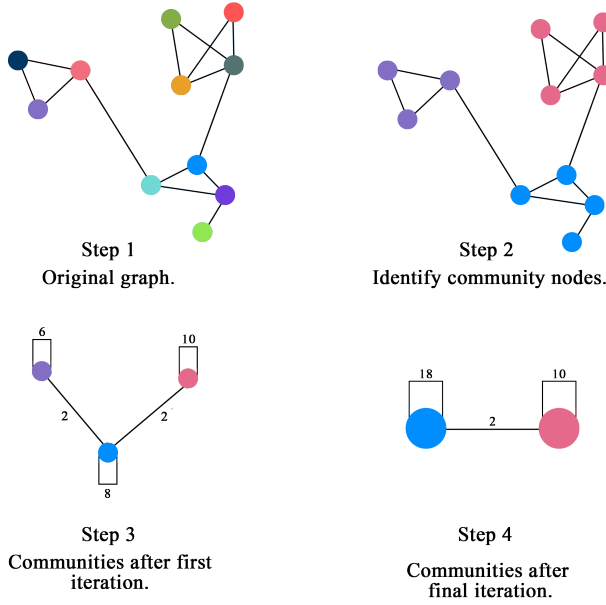 Step 1
Original graph.
Step 2
Identify community nodes.
6
10
2
2
8
Step 3
Communities after first
iteration.
18
10
2
Step 4
Communities after
final iteration.